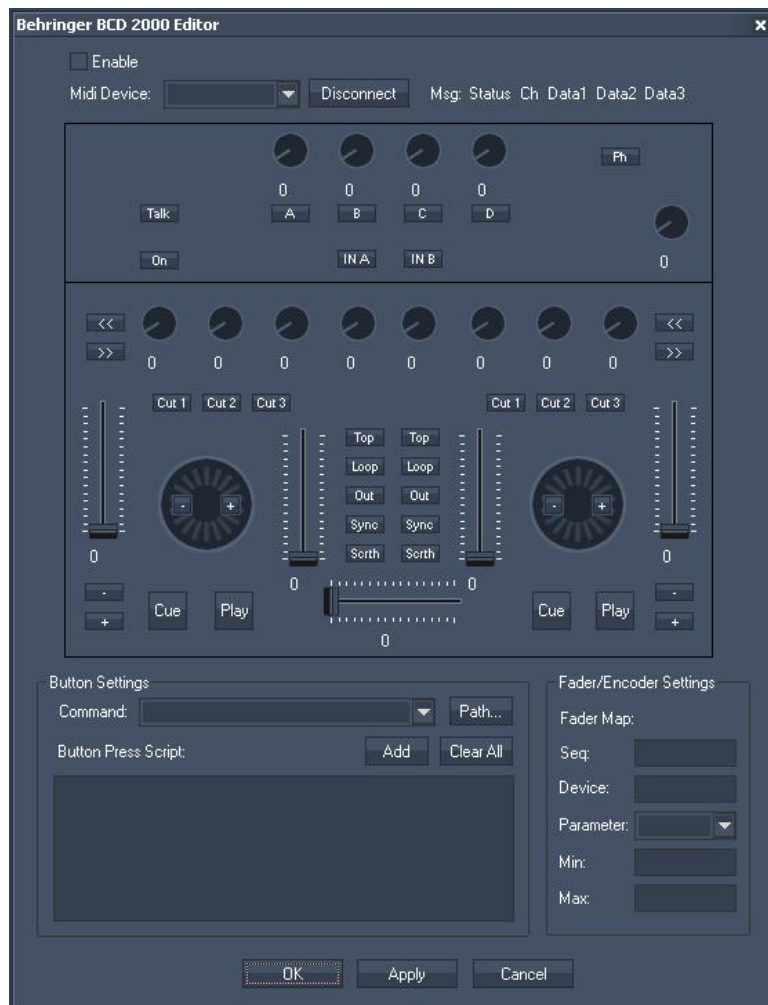 Behringer BCD 2000 Editor x
Enable
Midi Device: Disconnect Msg: Status Ch Data1 Data2 Data3
Ph
0 0 0 0
Talk A B C D
On IN A IN B 0
<< <<
>> >>
0 0 0 0 0 0 0 0
Cut 1 Cut 2 Cut 3 Cut 1 Cut 2 Cut 3
Top Top
Loop Loop
- + Out Out - +
Sync Sync
0 Scrth Scrth 0
0 0
- Cue Play Cue Play -
+ +
0
Button Settings Fader/Encoder Settings
Command: Path... Fader Map:
Button Press Script: Add Clear All Seq:
Device:
Parameter:
Min:
Max:
OK Apply Cancel